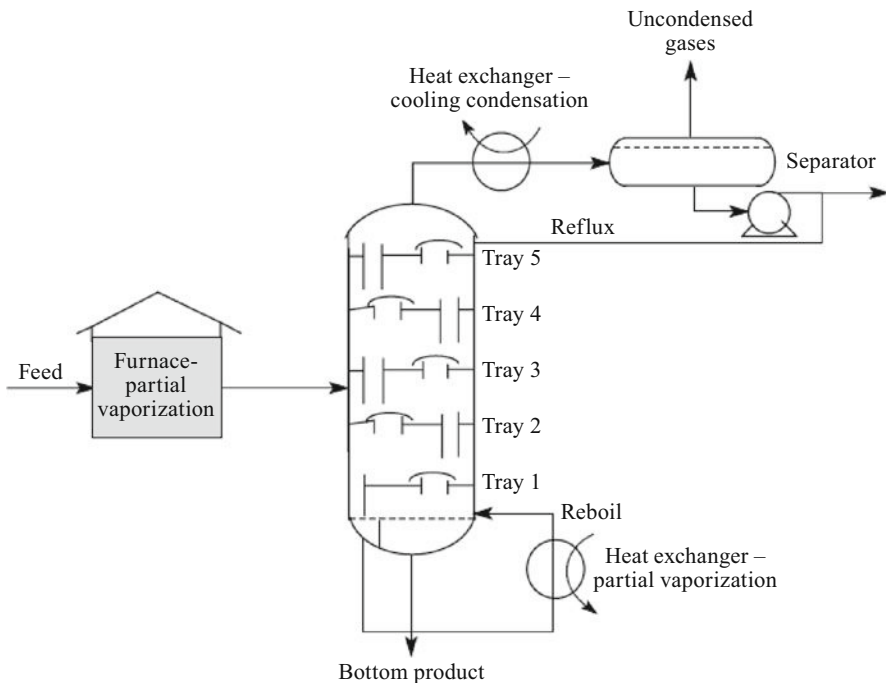 Uncondensed
gases
Heat exchanger –
cooling condensation
Separator
Reflux
Tray 5
Tray 4
Feed
Furnace-
partial
vaporization
Tray 3
Tray 2
Tray 1
Reboil
Heat exchanger –
partial vaporization
Bottom product